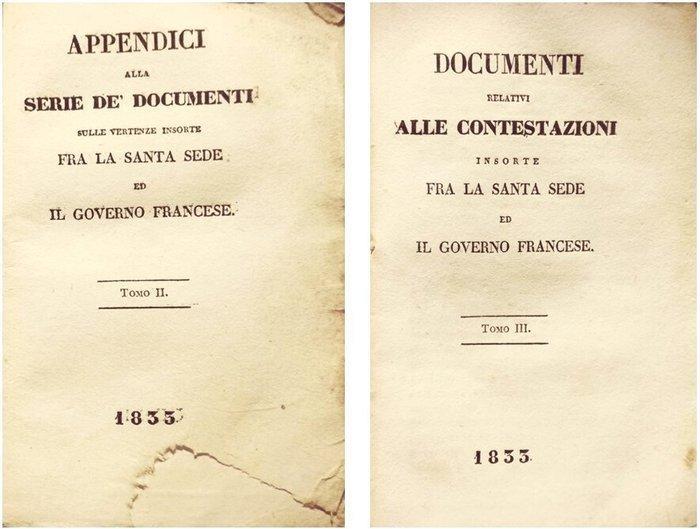 APPENDICI
ALLA
SERIE DE' DOCUMENTI
SULLE VERTENZE INSORTE
FRA LA SANTA SEDE
ED
IL GOVERNO FRANCESE.
TOMO II.
1833
DOCUMENTI
RELATIVI
ALLE CONTESTAZIONI
INSORTE
FRA LA SANTA SEDE
ED
IL GOVERNO FRANCESE.
TOMO III.
1833